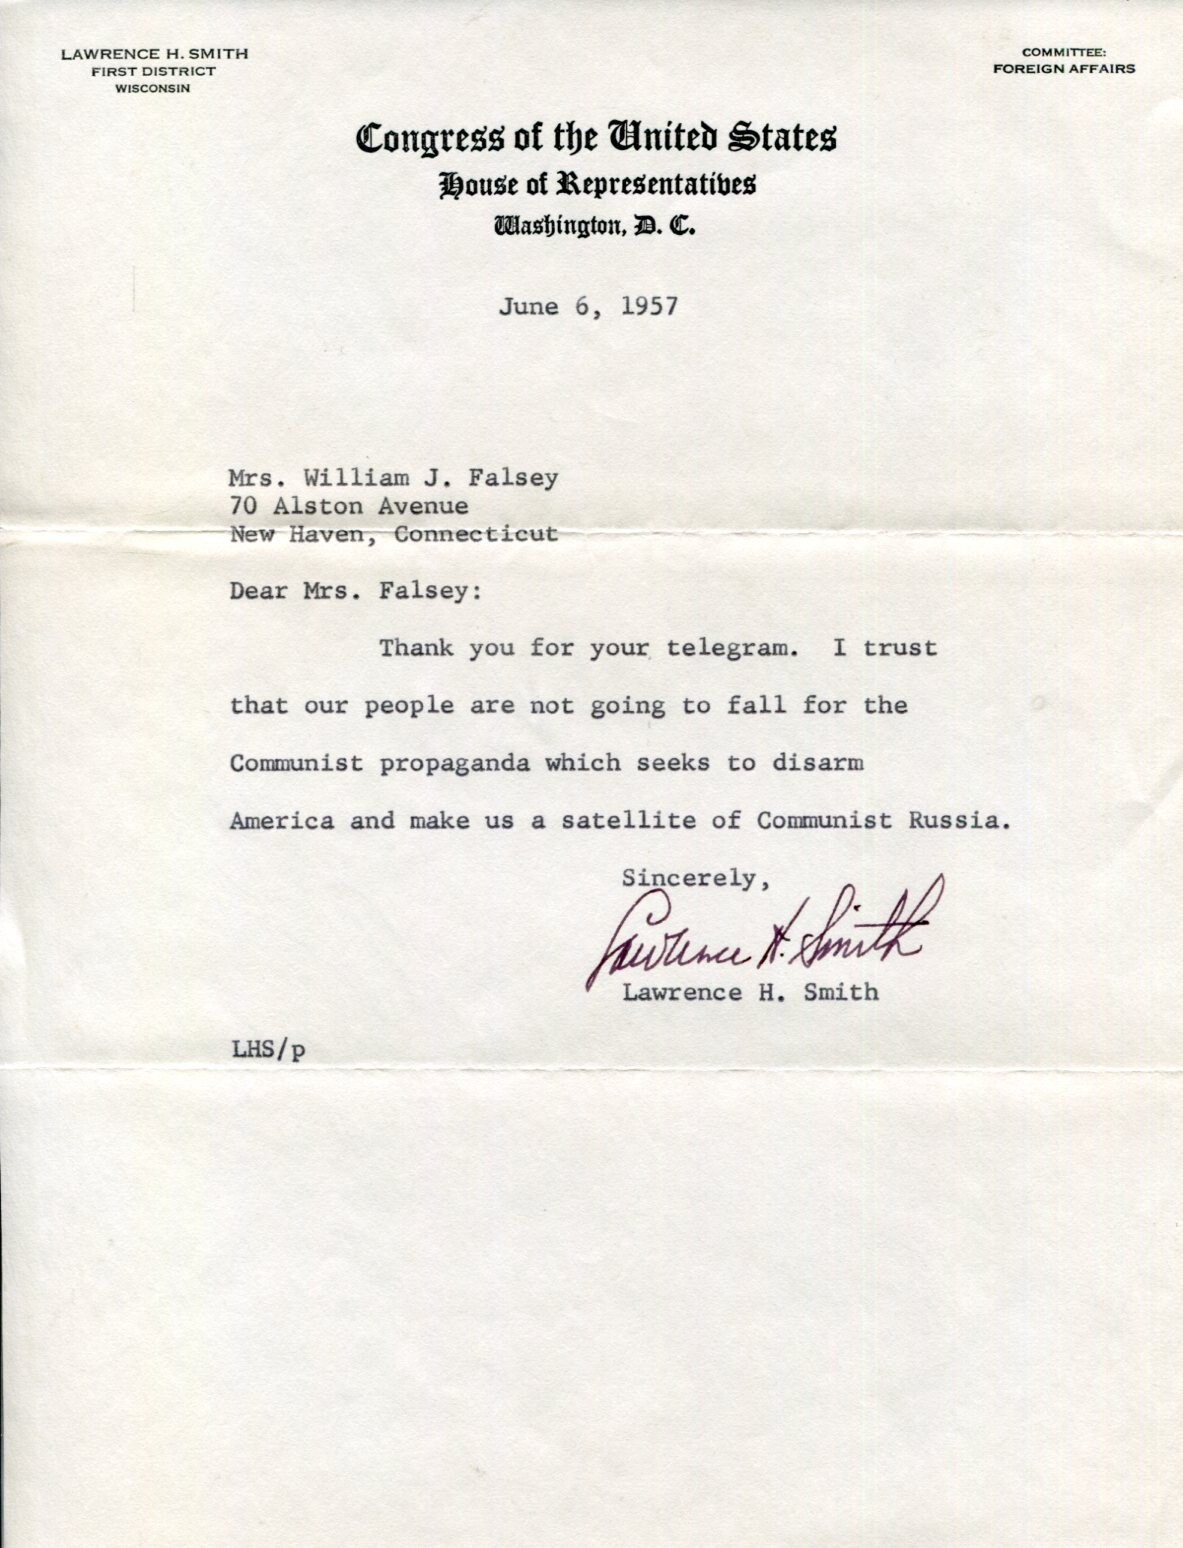 LAWRENCE H. SMITH
FIRST DISTRICT
WISCONSIN
COMMITTEE:
FOREIGN AFFAIRS
Congress of the United States
House of Representatives
Washington, D. C.
June 6, 1957
Mrs. William J. Falsey
70 Alston Avenue
New Haven, Connecticut
Dear Mrs. Falsey:
Thank you for your telegram. I trust
that our people are not going to fall for the
Communist propaganda which seeks to disarm
America and make us a satellite of Communist Russia.
Sincerely,
Lawrence H. Smith
Lawrence H. Smith
LHS/p